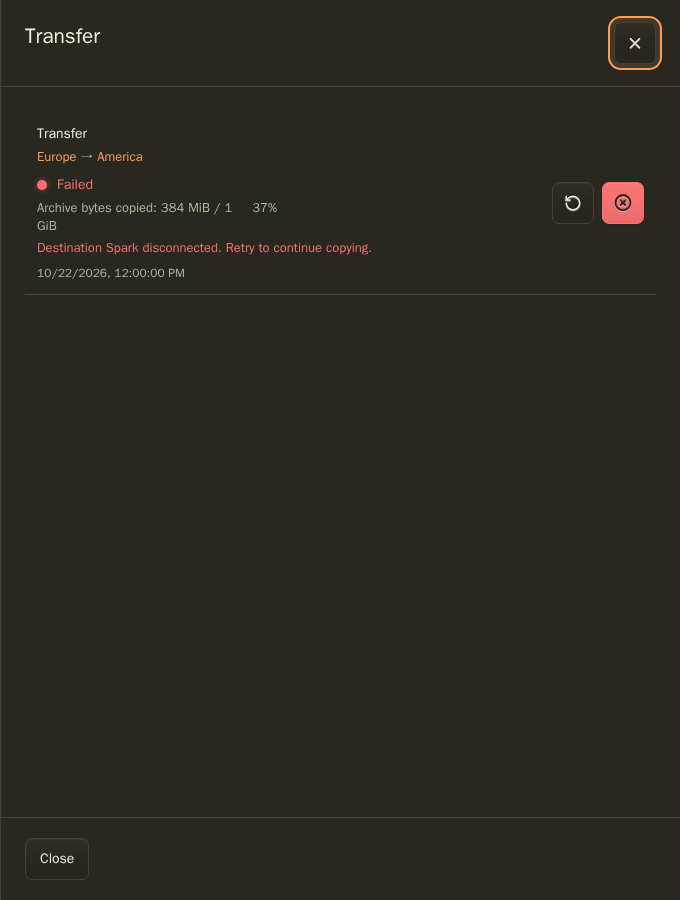 Transfer
Transfer
Europe → America
Failed
Archive bytes copied: 384 MiB / 1 37%
GiB
Destination Spark disconnected. Retry to continue copying.
10/22/2026, 12:00:00 PM
Close